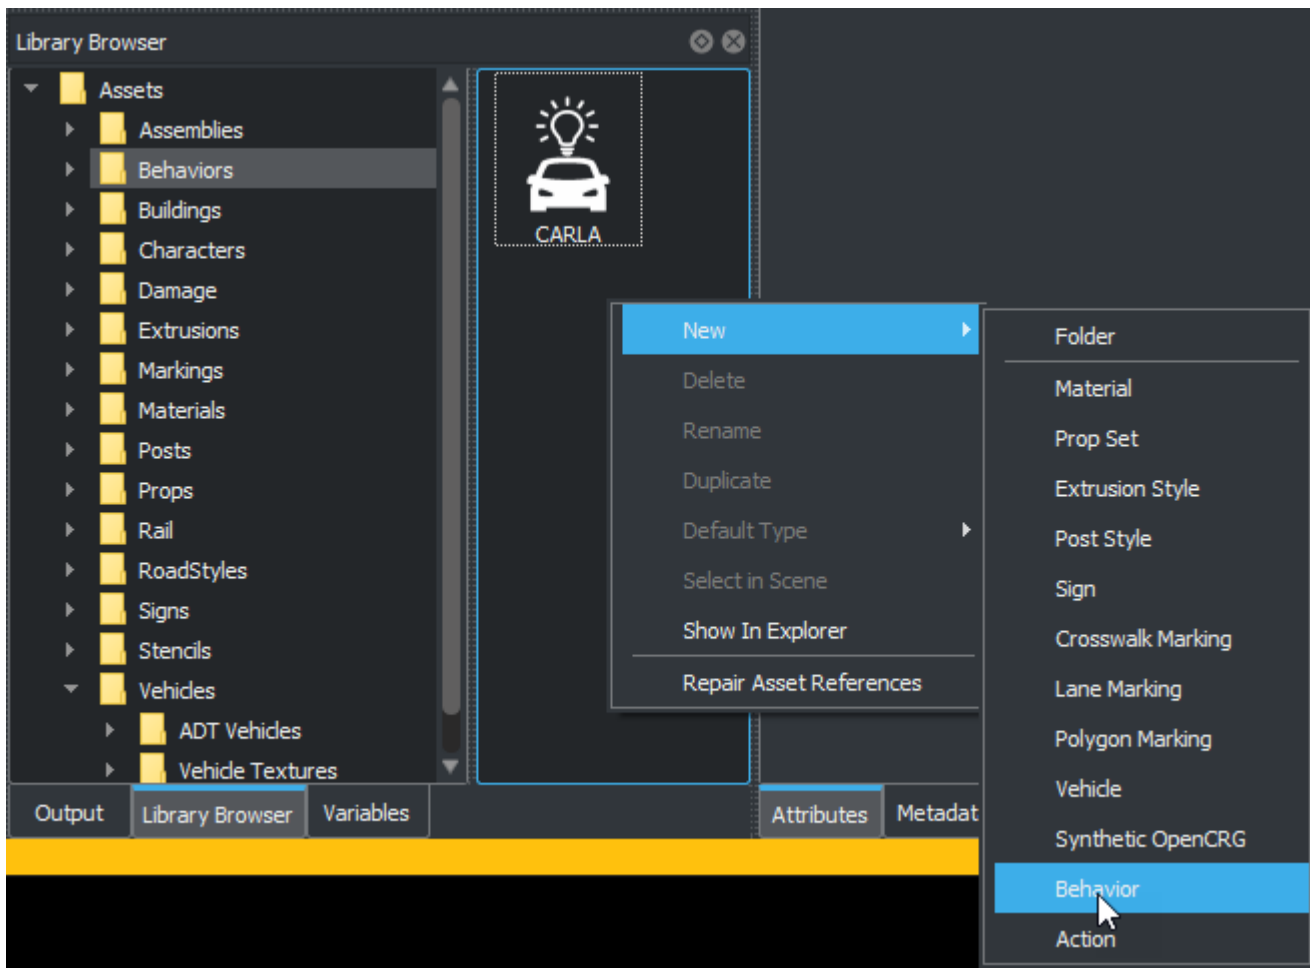 Library Browser
Assets
Assemblies
Behaviors
Buildings
Characters
Damage
Extrusions
Markings
Materials
Posts
Props
Rail
RoadStyles
Signs
Stencils
Vehicles
ADT Vehicles
Vehicle Textures
CARLA
New
Delete
Rename
Duplicate
Default Type
Select in Scene
Show In Explorer
Repair Asset References
Folder
Material
Prop Set
Extrusion Style
Post Style
Sign
Crosswalk Marking
Lane Marking
Polygon Marking
Vehicle
Synthetic OpenCRG
Behavior
Action
Output
Library Browser
Variables
Attributes
Metadat